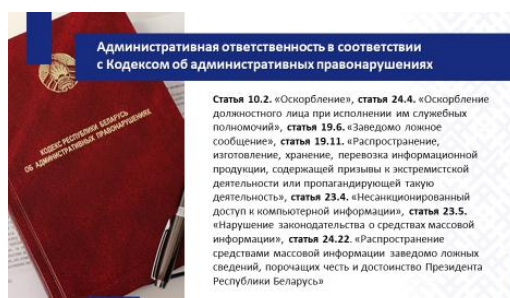 Административная ответственность в соответствии
с Кодексом об административных правонарушениях
Статья 10.2. «Оскорбление», статья 24.4. «Оскорбление
должностного лица при исполнении им служебных
полномочий», статья 19.6. «Заведомо ложное
сообщение», статья 19.11. «Распространение,
изготовление, хранение, перевозка информационной
продукции, содержащей призывы к экстремистской
деятельности или пропагандирующей такую
деятельность», статья 23.4. «Несанкционированный
доступ к компьютерной информации», статья 23.5.
«Нарушение законодательства о средствах массовой
информации», статья 24.22. «Распространение
средствами массовой информации заведомо ложных
сведений, порочащих честь и достоинство Президента
Республики Беларусь»
КОДЕКС РЕСПУБЛИКИ БЕЛАРУСЬ
ОБ АДМИНИСТРАТИВНЫХ ПРАВОНАРУШЕНИЯХ